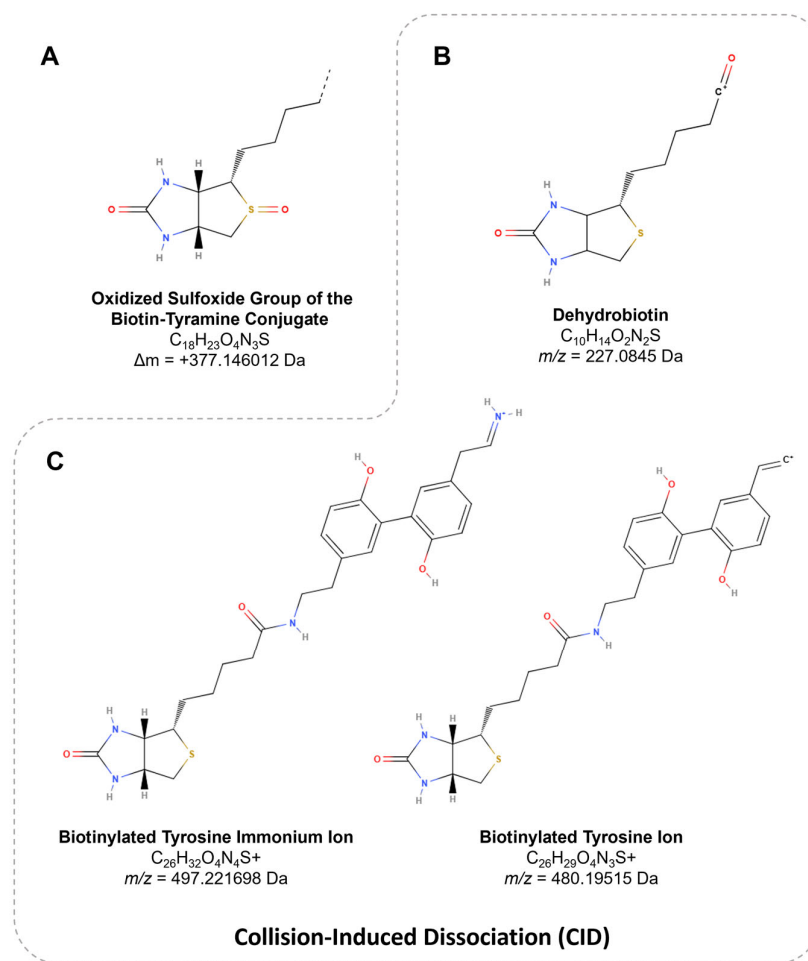 A
B
Oxidized Sulfoxide Group of the
Biotin-Tyramine Conjugate
C₁₈H₂₃O₄N₃S
Δm = +377.146012 Da
Dehydrobiotin
C₁₀H₁₄O₂N₂S
m/z = 227.0845 Da
C
Biotinylated Tyrosine Immonium Ion
C₂₆H₃₂O₄N₄S+
m/z = 497.221698 Da
Biotinylated Tyrosine Ion
C₂₆H₂₉O₄N₃S+
m/z = 480.19515 Da
Collision-Induced Dissociation (CID)